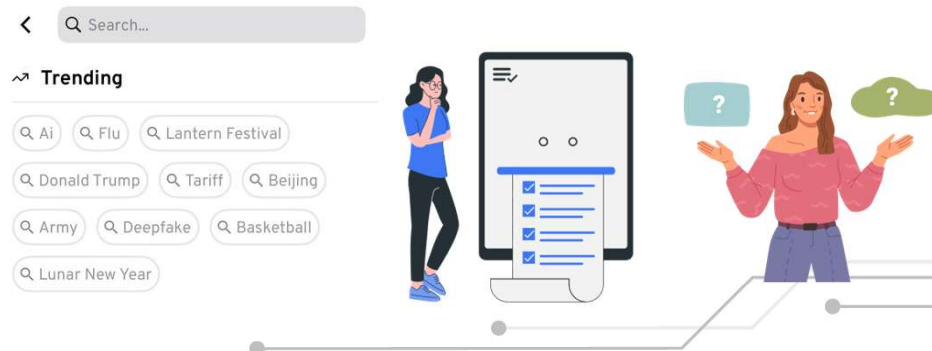 Search...
Trending
Ai Flu Lantern Festival
Donald Trump Tariff Beijing
Army Deepfake Basketball
Lunar New Year
? ?